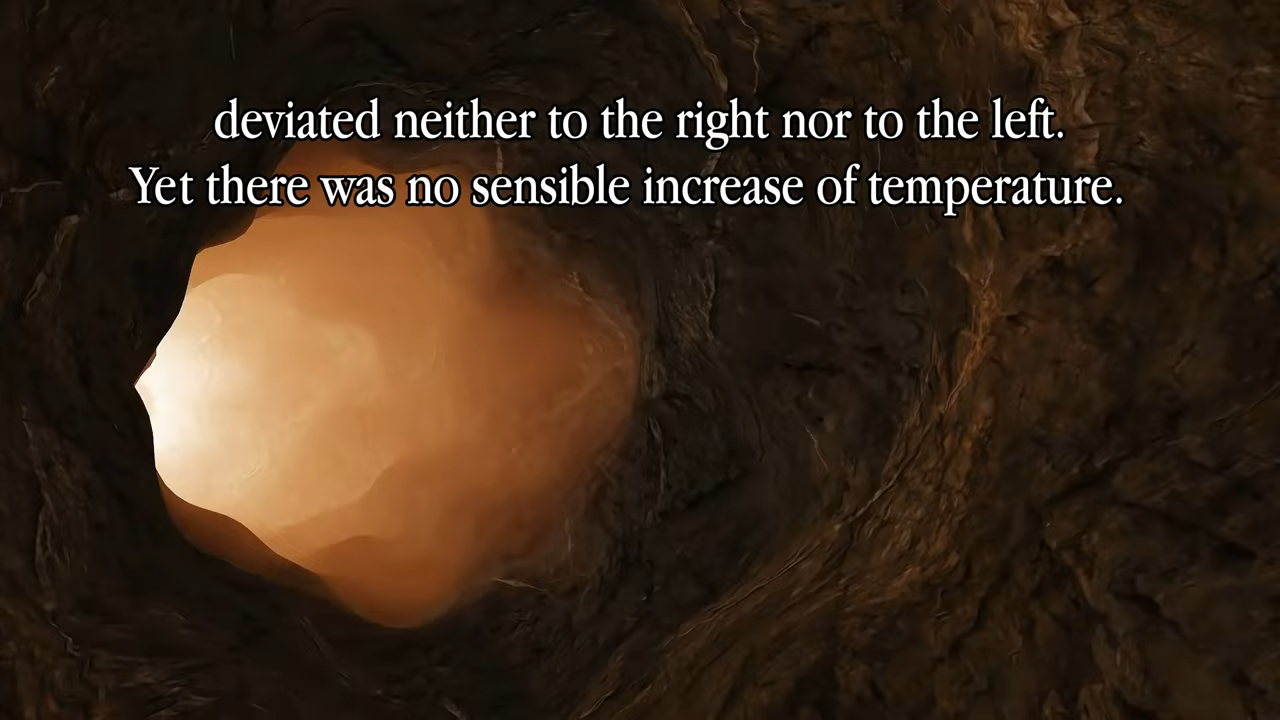 deviated neither to the right nor to the left.
Yet there was no sensible increase of temperature.